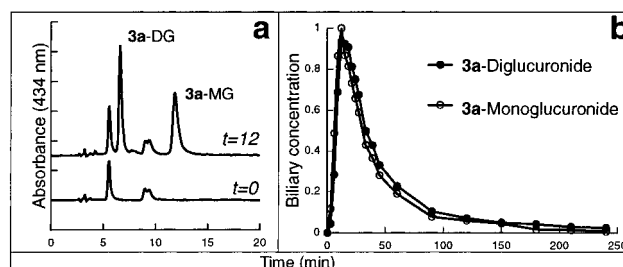 a
3a-DG
3a-MG
t=12
t=0
Absorbance (434 nm)
0 5 10 15 20
b
3a-Diglucuronide
3a-Monoglucuronide
Biliary concentration
1
0.8
0.6
0.4
0.2
0
0 50 100 150 200 250
Time (min)